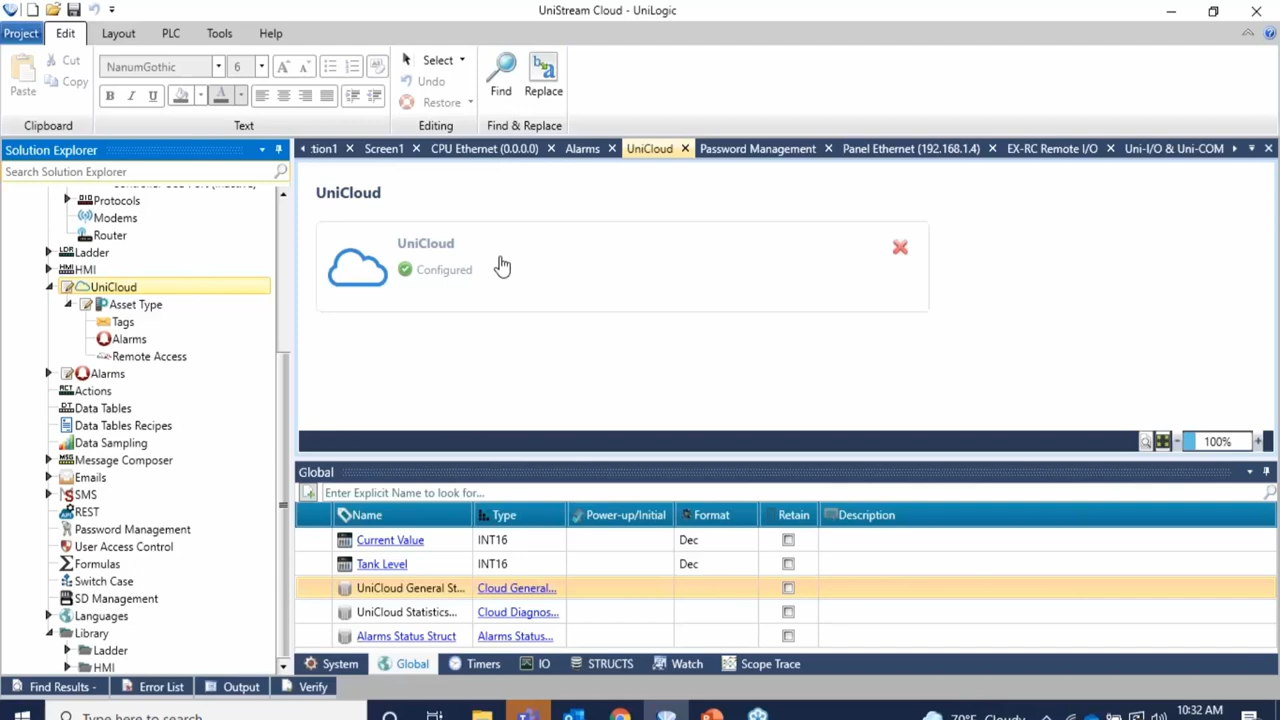 UniStream Cloud - UniLogic
Project Edit Layout PLC Tools Help
Paste Cut Copy
NanumGothic 6
B I U
Select
Undo
Restore
Find Replace
Clipboard Text Editing Find & Replace
Solution Explorer
Search Solution Explorer
Protocols
Modems
Router
Ladder
HMI
UniCloud
Asset Type
Tags
Alarms
Remote Access
Alarms
Actions
Data Tables
Data Tables Recipes
Data Sampling
Message Composer
Emails
SMS
REST
Password Management
User Access Control
Formulas
Switch Case
SD Management
Languages
Library
Ladder
HMI
:tion1 Screen1 CPU Ethernet (0.0.0.0) Alarms UniCloud Password Management Panel Ethernet (192.168.1.4) EX-RC Remote I/O Uni-I/O & Uni-COM
UniCloud
UniCloud
Configured
100%
Global
Enter Explicit Name to look for...
Name Type Power-up/Initial Format Retain Description
Current Value INT16 Dec
Tank Level INT16 Dec
UniCloud General St... Cloud General...
UniCloud Statistics... Cloud Diagnos...
Alarms Status Struct Alarms Status...
System Global Timers IO STRUCTS Watch Scope Trace
Find Results - Error List Output Verify
Type here to search
70°F Cloudy
10:32 AM